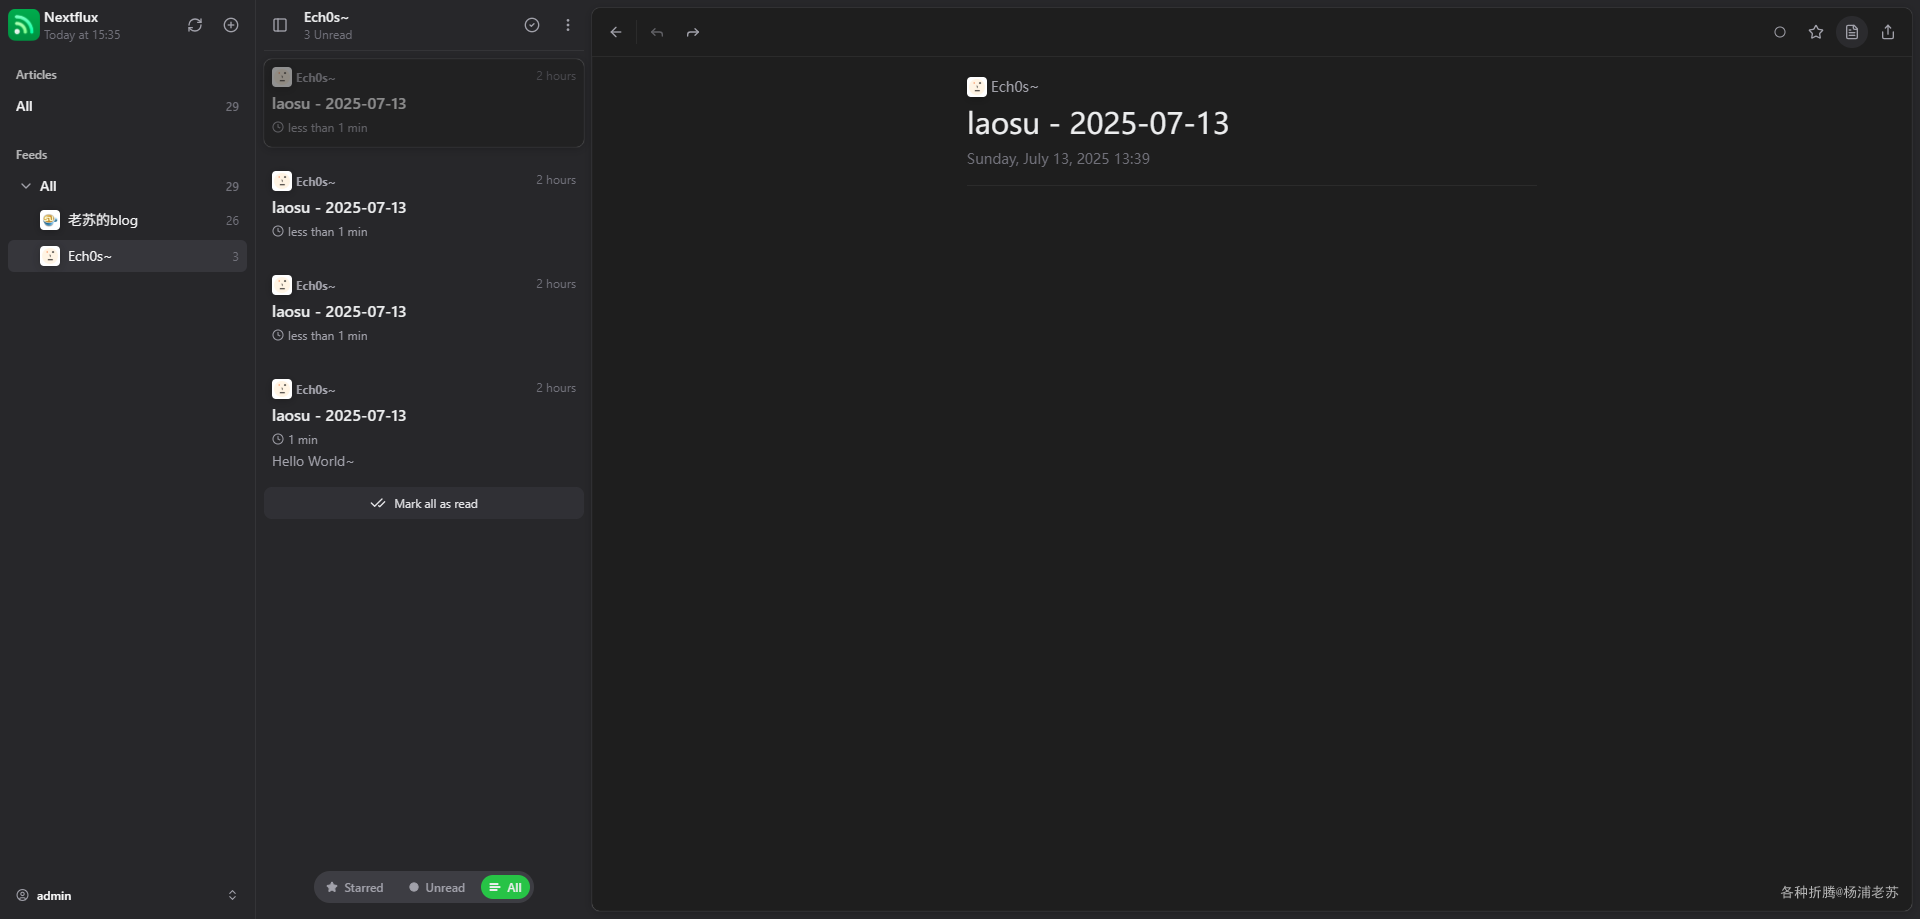 Nextflux
Today at 15:35
Articles
All 29
Feeds
All 29
老苏的blog 26
Ech0s~ 3
admin
Ech0s~
3 Unread
Ech0s~ 2 hours
laosu - 2025-07-13
less than 1 min
Ech0s~ 2 hours
laosu - 2025-07-13
less than 1 min
Ech0s~ 2 hours
laosu - 2025-07-13
less than 1 min
Ech0s~ 2 hours
laosu - 2025-07-13
1 min
Hello World~
Mark all as read
Starred Unread All
Ech0s~
laosu - 2025-07-13
Sunday, July 13, 2025 13:39
各种折腾@杨浦老苏